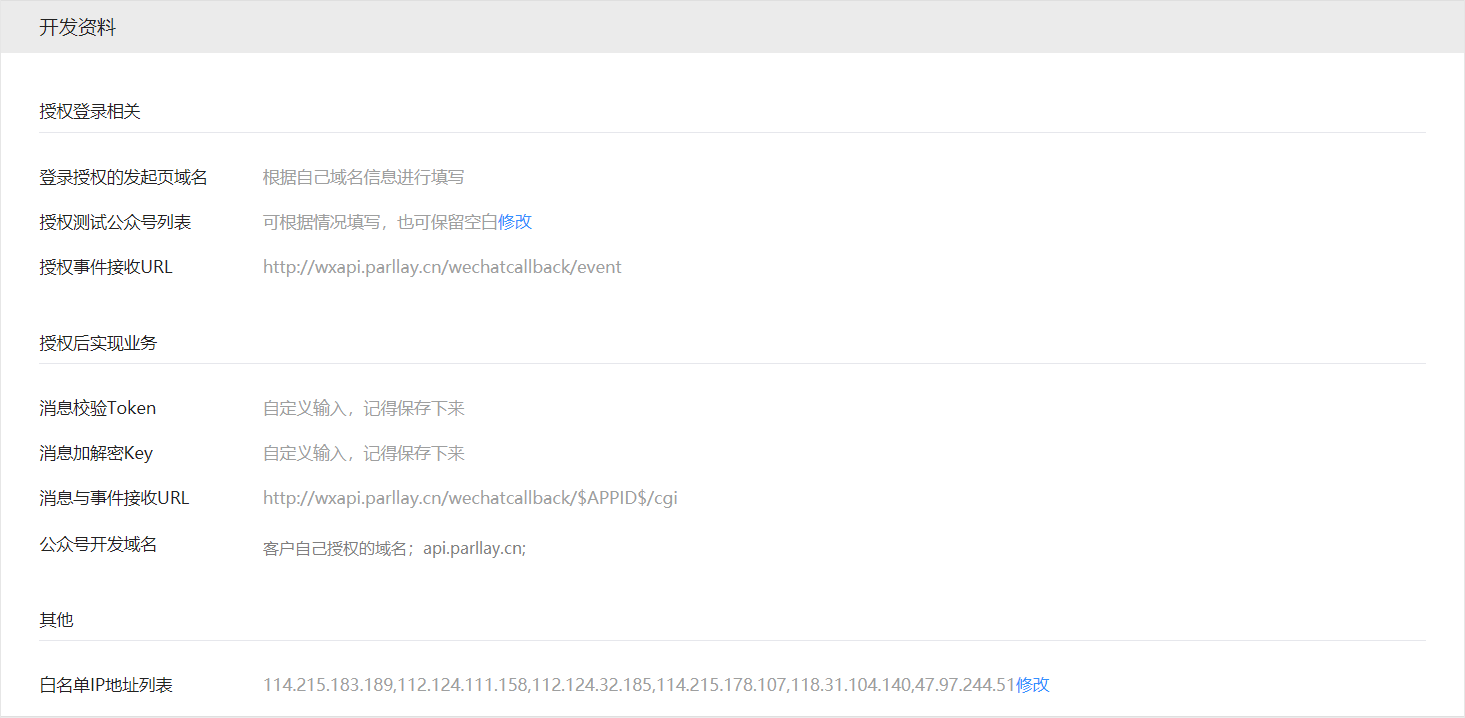 开发资料
授权登录相关
登录授权的发起页域名 根据自己域名信息进行填写
授权测试公众号列表 可根据情况填写，也可保留空白修改
授权事件接收URL http://wxapi.parllay.cn/wechatcallback/event
授权后实现业务
消息校验Token 自定义输入，记得保存下来
消息加解密Key 自定义输入，记得保存下来
消息与事件接收URL http://wxapi.parllay.cn/wechatcallback/$APPID$/cgi
公众号开发域名 客户自己授权的域名；api.parllay.cn;
其他
白名单IP地址列表 114.215.183.189,112.124.111.158,112.124.32.185,114.215.178.107,118.31.104.140,47.97.244.51修改